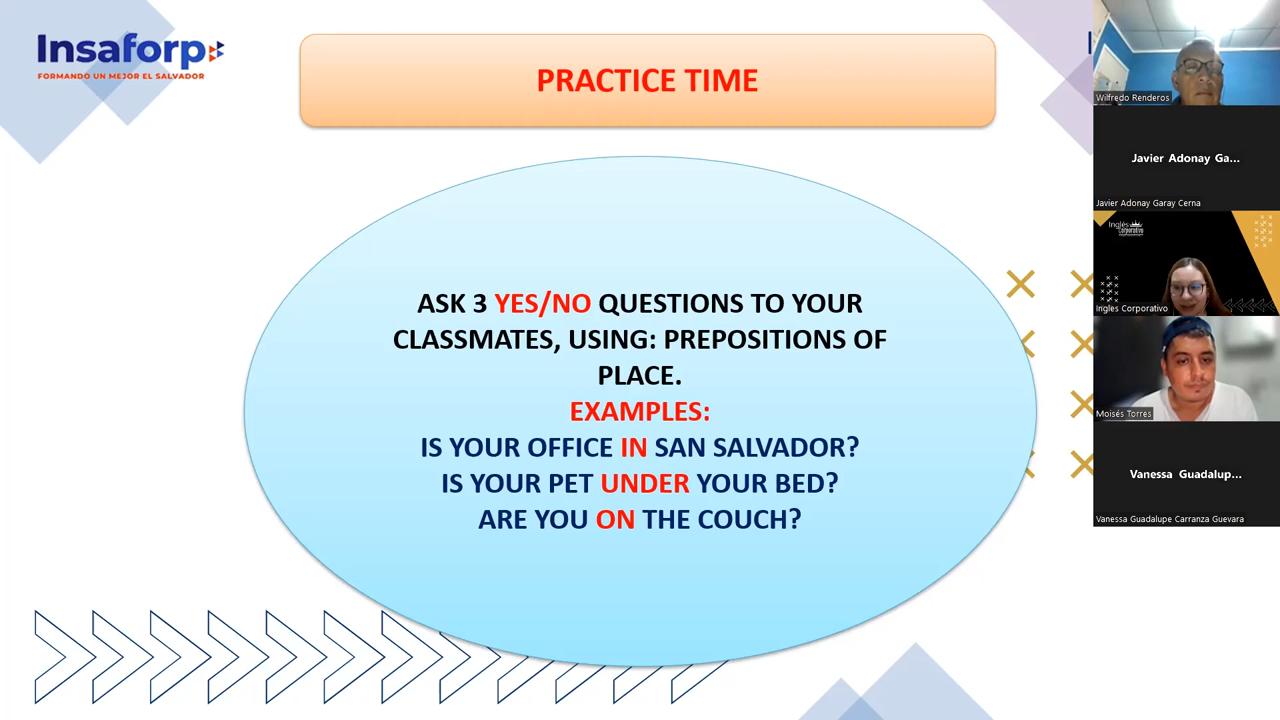 Insaforp
FORMANDO UN MEJOR EL SALVADOR
PRACTICE TIME
ASK 3 YES/NO QUESTIONS TO YOUR
CLASSMATES, USING: PREPOSITIONS OF
PLACE.
EXAMPLES:
IS YOUR OFFICE IN SAN SALVADOR?
IS YOUR PET UNDER YOUR BED?
ARE YOU ON THE COUCH?
Wilfredo Renderos
Javier Adonay Ga...
Javier Adonay Garay Cerna
Inglés
Corporativo
Ingles Corporativo
Moisés Torres
Vanessa Guadalup...
Vanessa Guadalupe Carranza Guevara